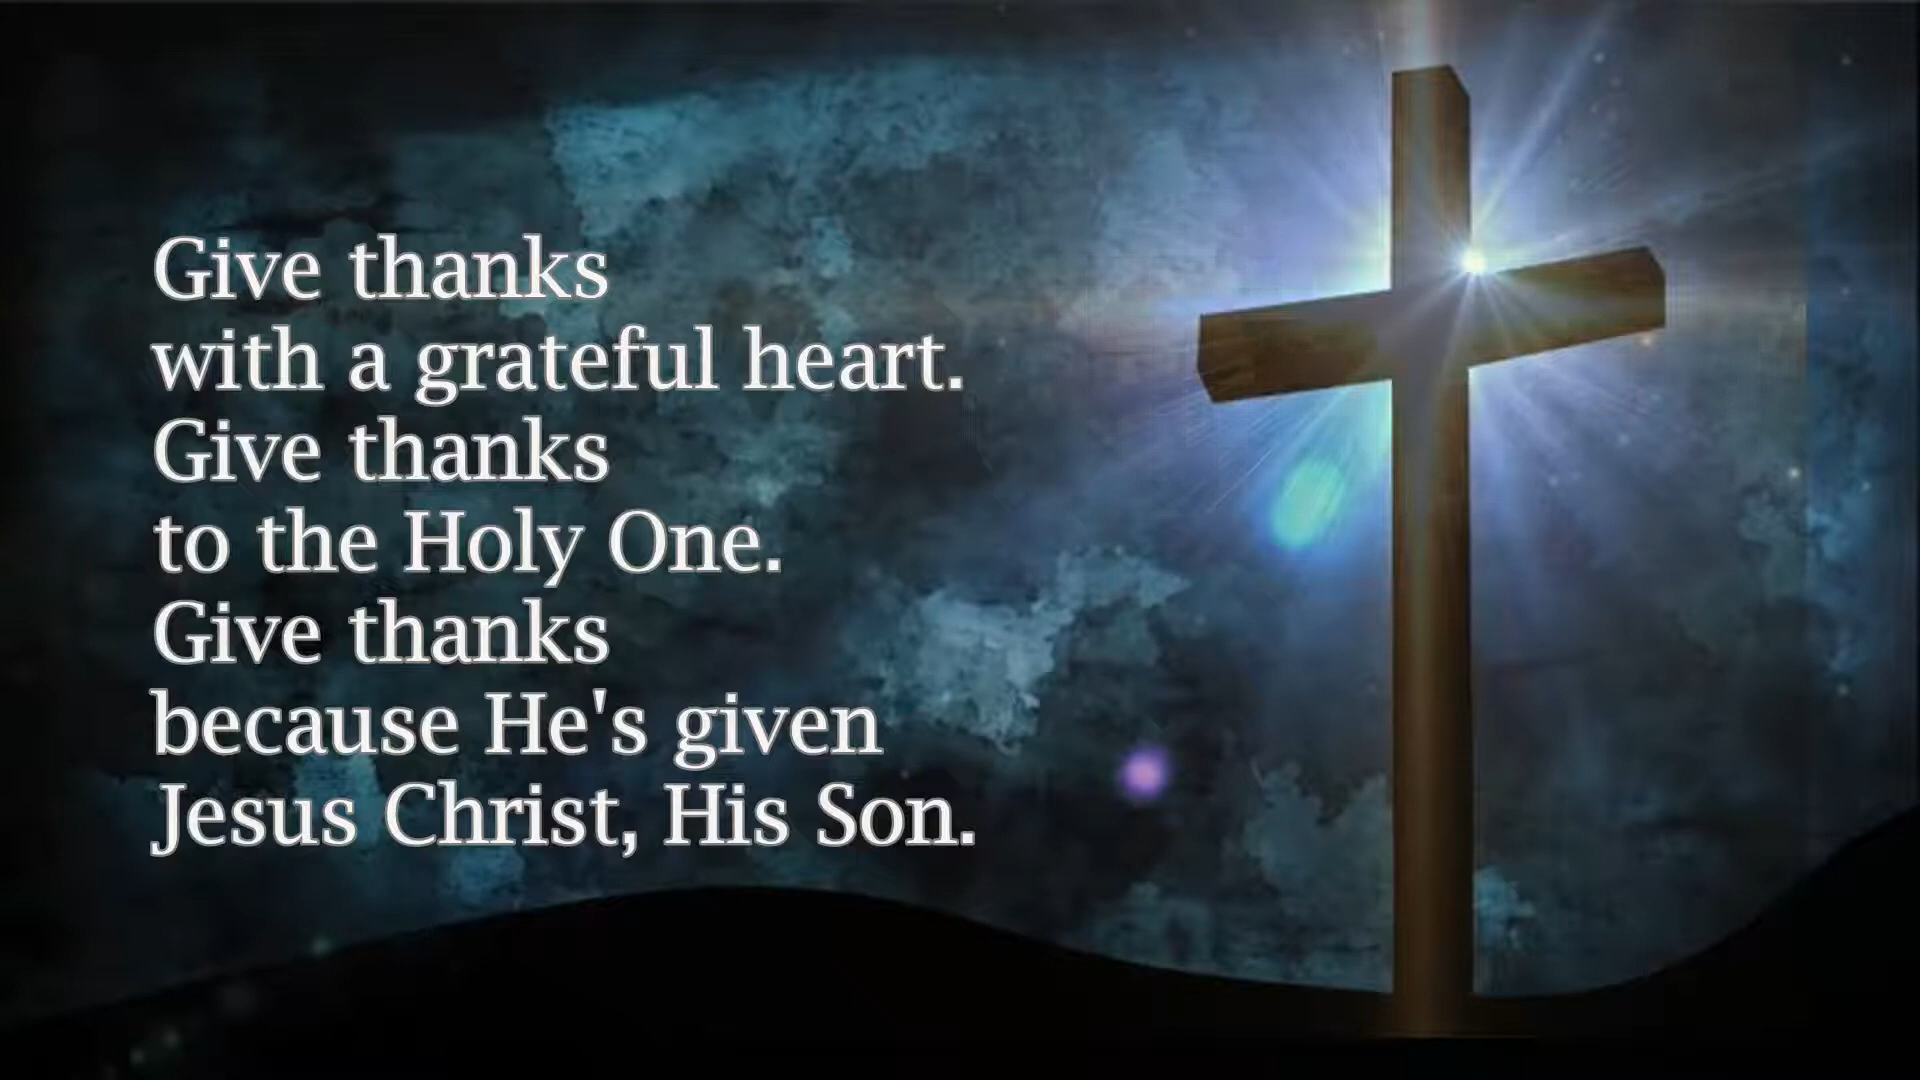 Give thanks
with a grateful heart.
Give thanks
to the Holy One.
Give thanks
because He's given
Jesus Christ, His Son.